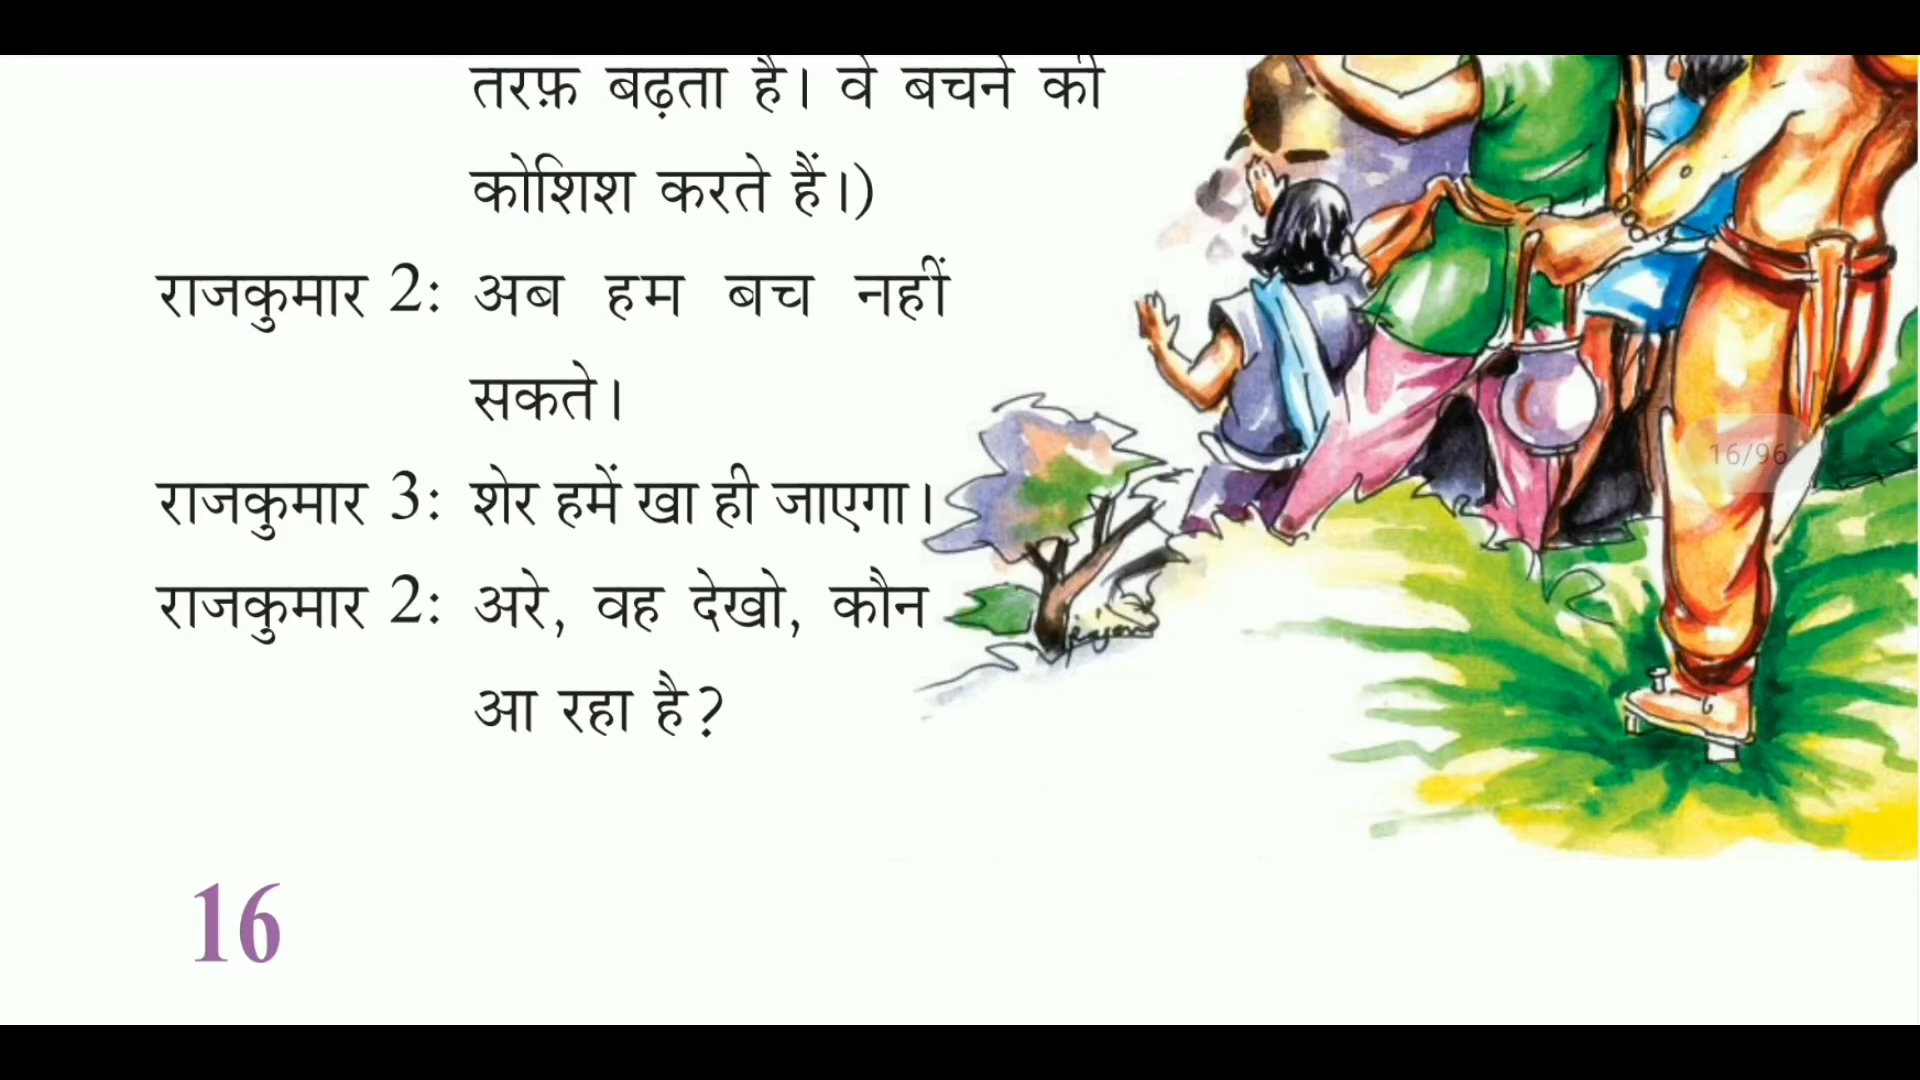 तरफ़ बढ़ता है। वे बचने की
कोशिश करते हैं।)
राजकुमार 2: अब हम बच नहीं
सकते।
राजकुमार 3: शेर हमें खा ही जाएगा।
राजकुमार 2: अरे, वह देखो, कौन
आ रहा है?
16/96
16